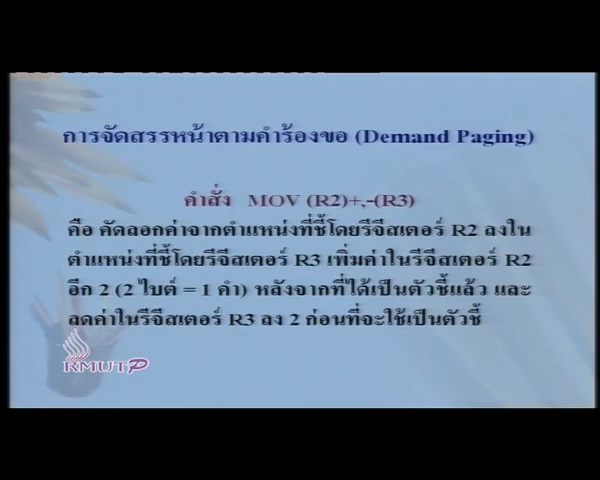 การจัดสรรหน้าตามคำร้องขอ (Demand Paging)
คำสั่ง MOV (R2)+,-(R3)
คือ คัดลอกค่าจากตำแหน่งที่ชี้โดยรีจีสเตอร์ R2 ลงใน
ตำแหน่งที่ชี้โดยรีจีสเตอร์ R3 เพิ่มค่าในรีจีสเตอร์ R2
อีก 2 (2 ไบต์ = 1 คำ) หลังจากที่ได้เป็นตัวชี้แล้ว และ
ลดค่าในรีจีสเตอร์ R3 ลง 2 ก่อนที่จะใช้เป็นตัวชี้
RMUTP